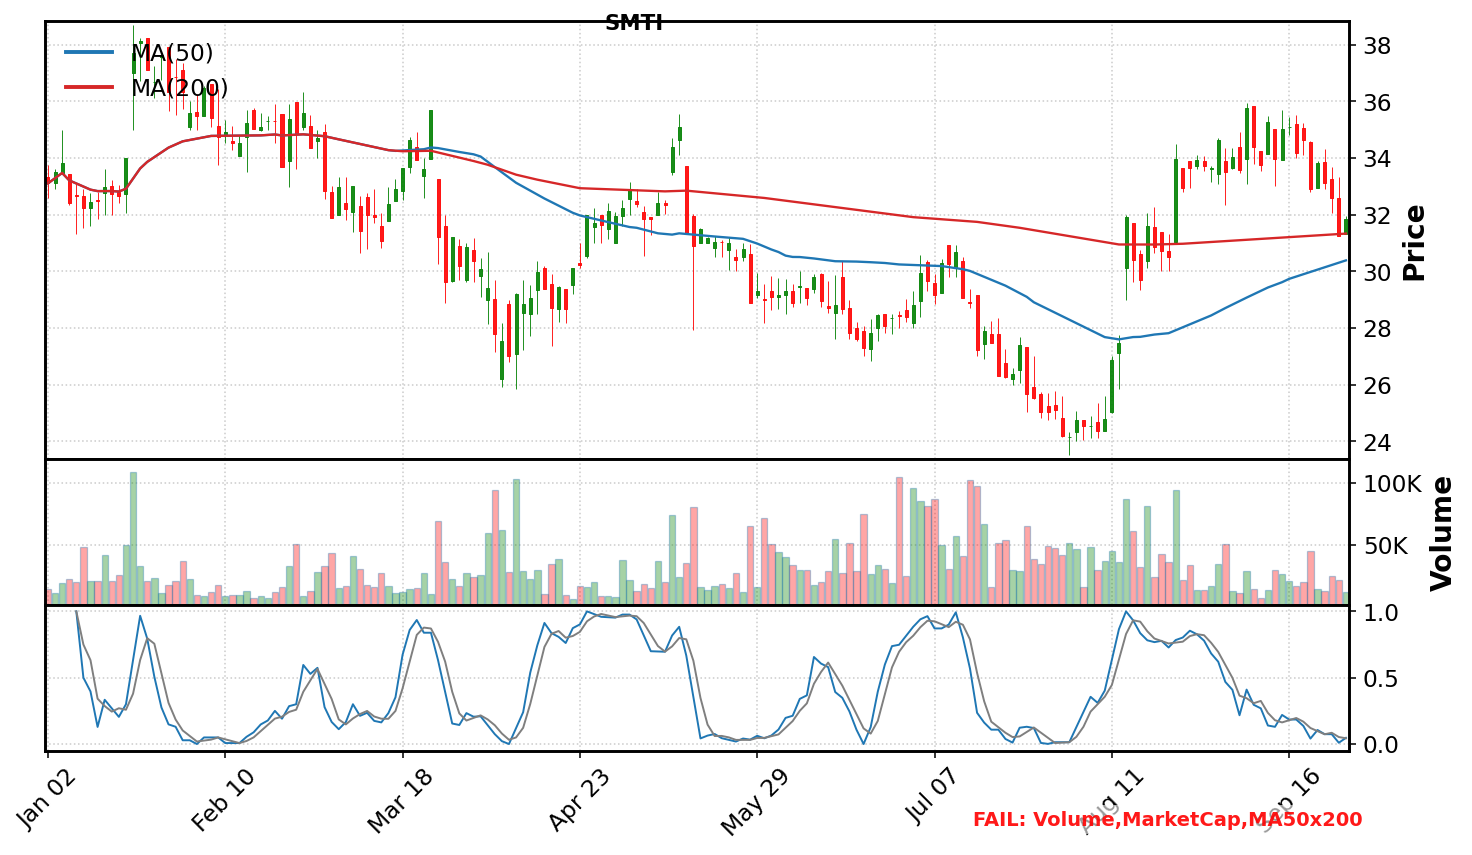 SMTI
MA(50)
MA(200)
38
36
34
32
30
28
26
24
Price
100K
50K
Volume
1.0
0.5
0.0
Jan 02
Feb 10
Mar 18
Apr 23
May 29
Jul 07
Aug 11
Sep 16
FAIL: Volume,MarketCap,MA50x200